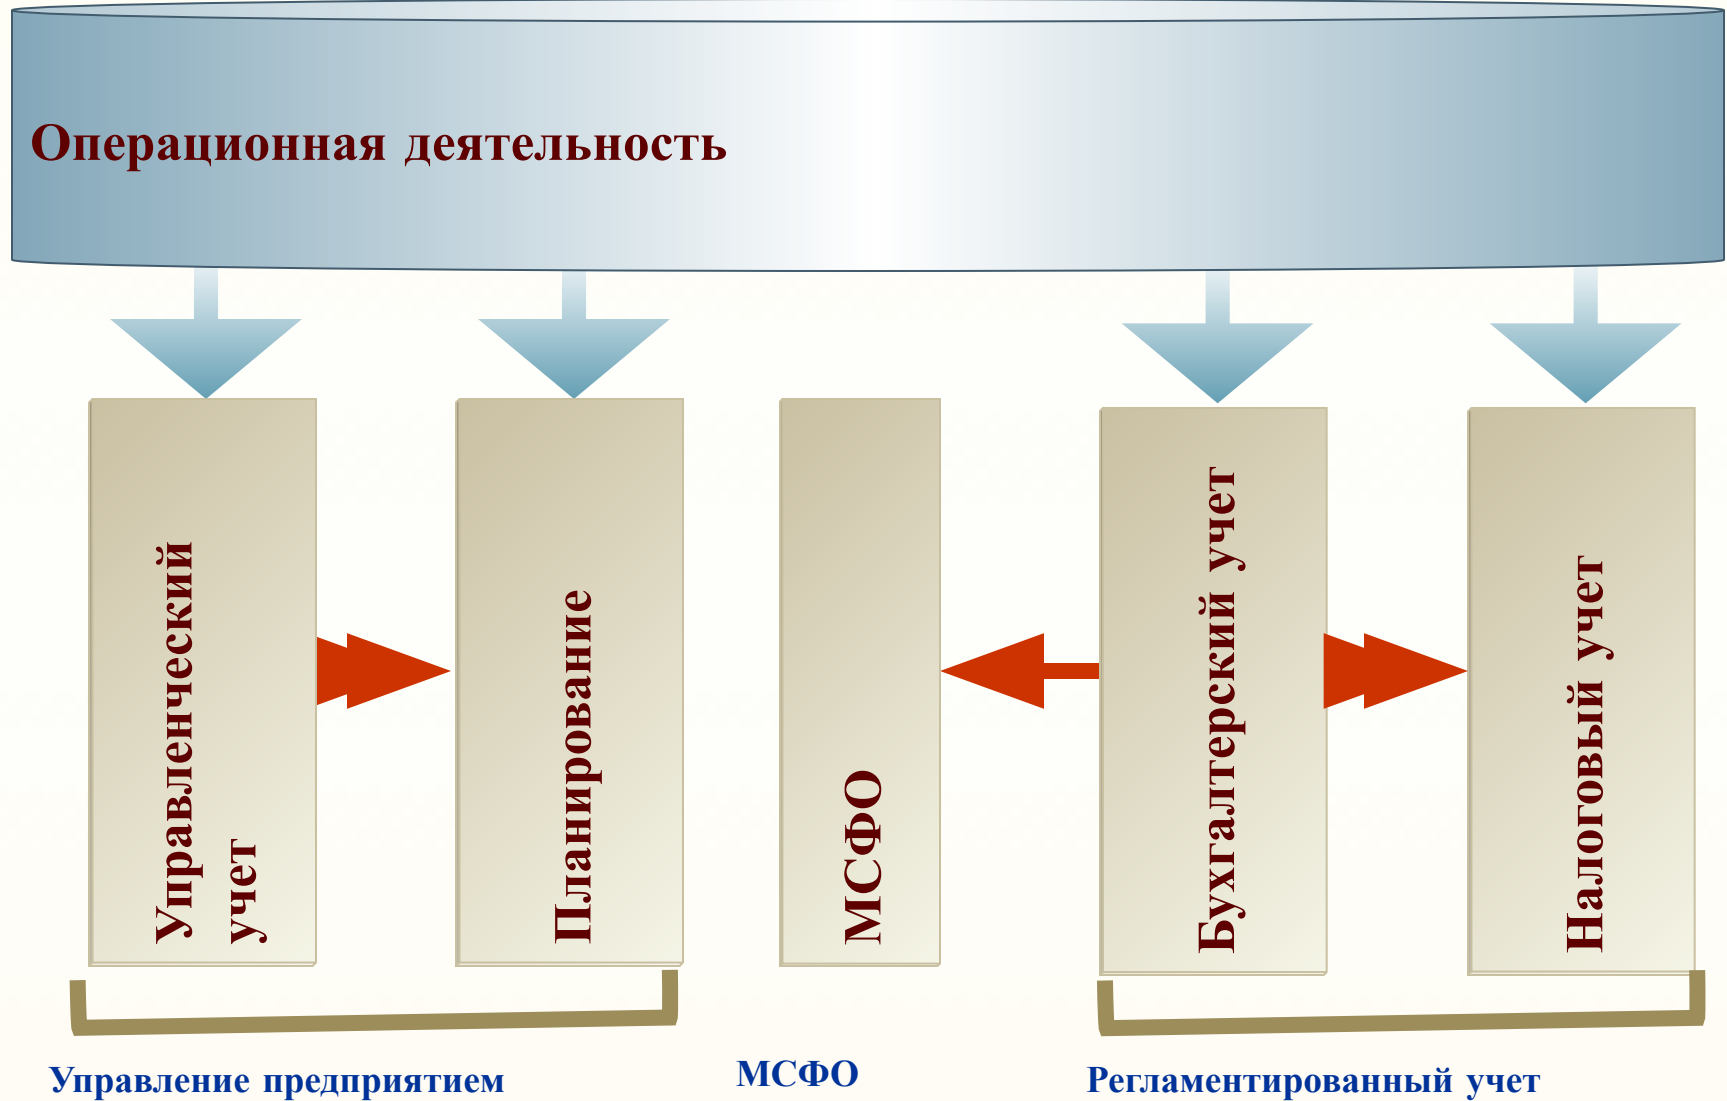 Операционная деятельность
Управленческий
учет
Планирование
МСФО
Бухгалтерский учет
Налоговый учет
Управление предприятием
МСФО
Регламентированный учет